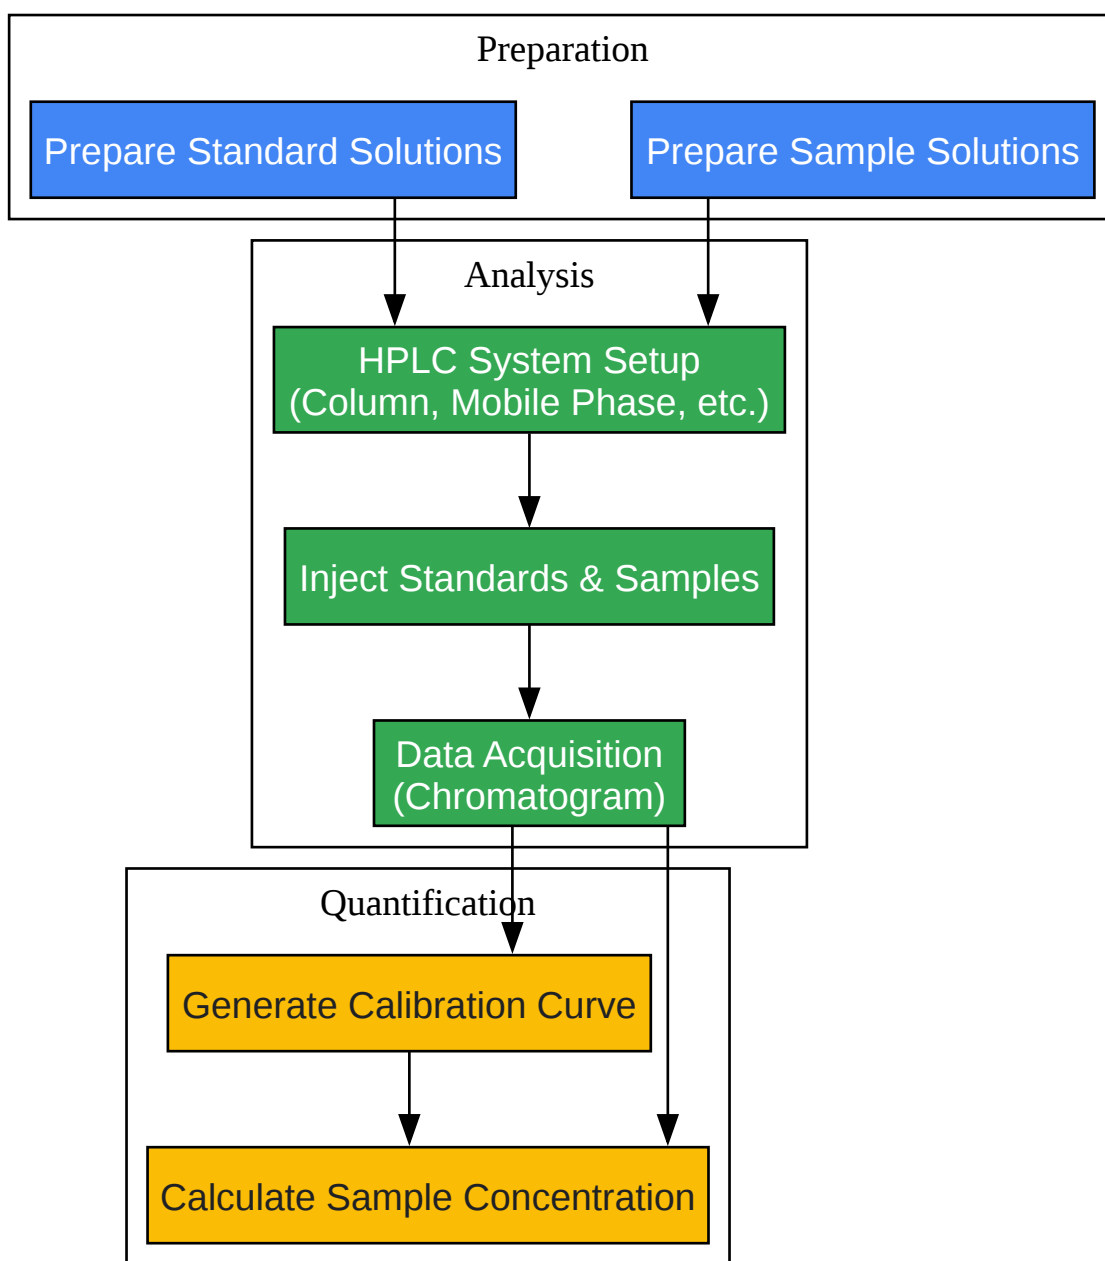 Preparation
Prepare Standard Solutions
Prepare Sample Solutions
Analysis
HPLC System Setup
(Column, Mobile Phase, etc.)
Inject Standards & Samples
Data Acquisition
(Chromatogram)
Quantification
Generate Calibration Curve
Calculate Sample Concentration